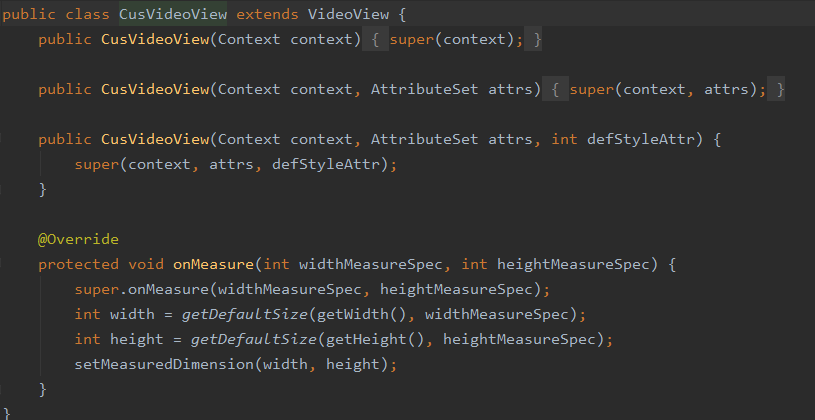 public class CusVideoView extends VideoView {
public CusVideoView(Context context) { super(context); }
public CusVideoView(Context context, AttributeSet attrs) { super(context, attrs); }
public CusVideoView(Context context, AttributeSet attrs, int defStyleAttr) {
super(context, attrs, defStyleAttr);
}
@Override
protected void onMeasure(int widthMeasureSpec, int heightMeasureSpec) {
super.onMeasure(widthMeasureSpec, heightMeasureSpec);
int width = getDefaultSize(getWidth(), widthMeasureSpec);
int height = getDefaultSize(getHeight(), heightMeasureSpec);
setMeasuredDimension(width, height);
}
}